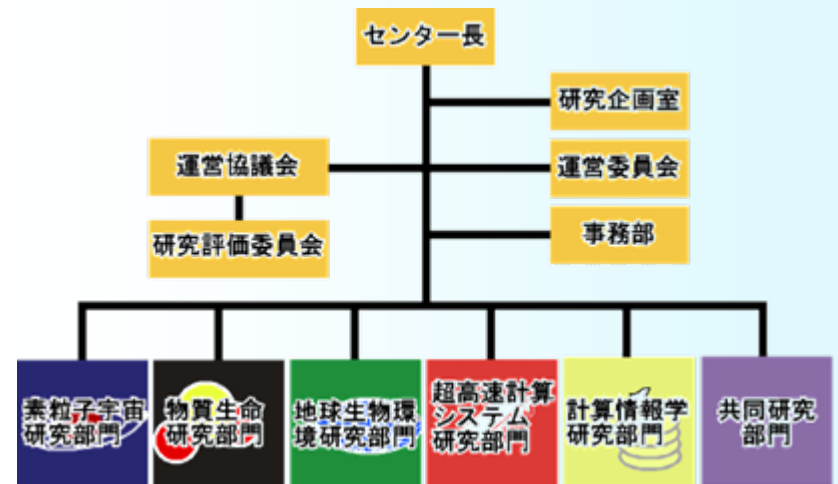 センター長
研究企画室
運営協議会
運営委員会
研究評価委員会
事務部
素粒子宇宙
研究部門
物質生命
研究部門
地球生物環
境研究部門
超高速計算
システム
研究部門
計算情報学
研究部門
共同研究
部門